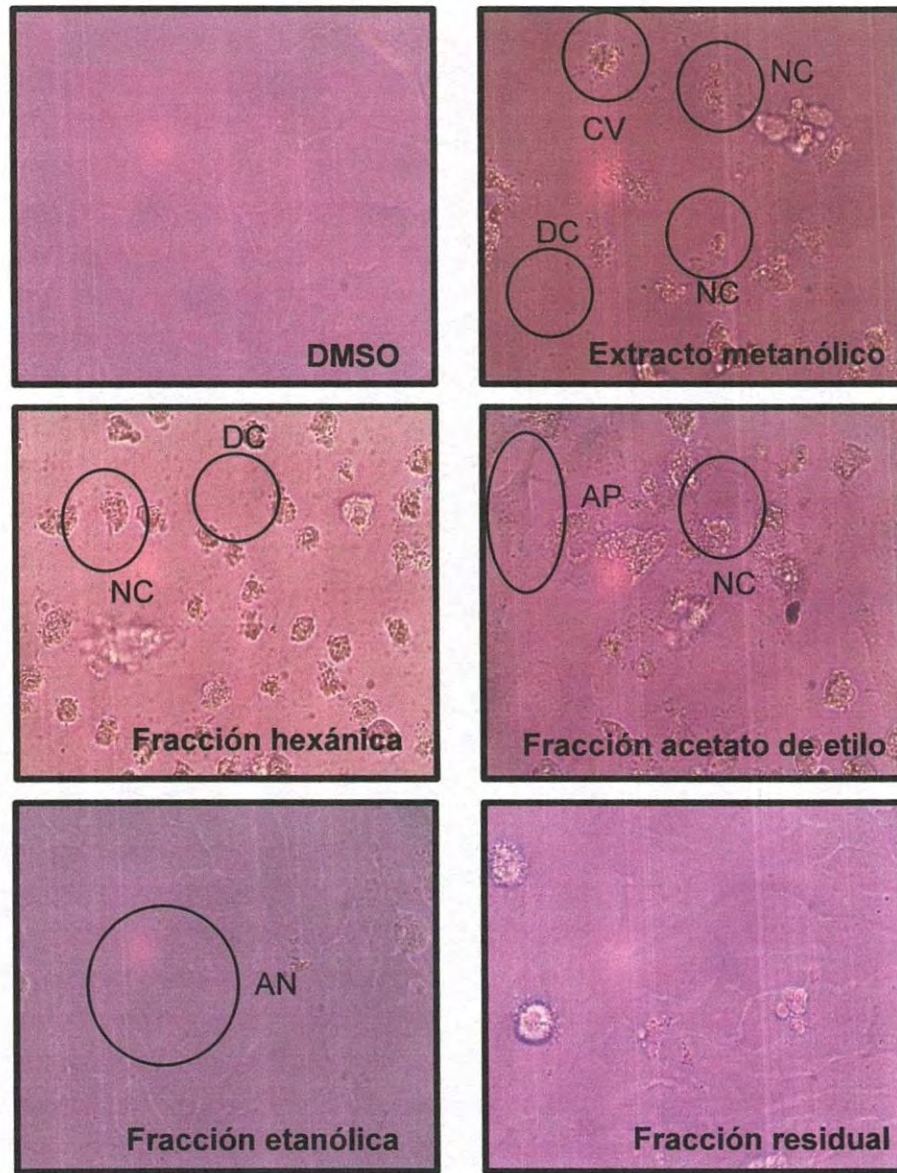 DMSO
CV
NC
DC
NC
Extracto metanólico
DC
NC
Fracción hexánica
AP
NC
Fracción acetato de etilo
AN
Fracción etanólica
Fracción residual